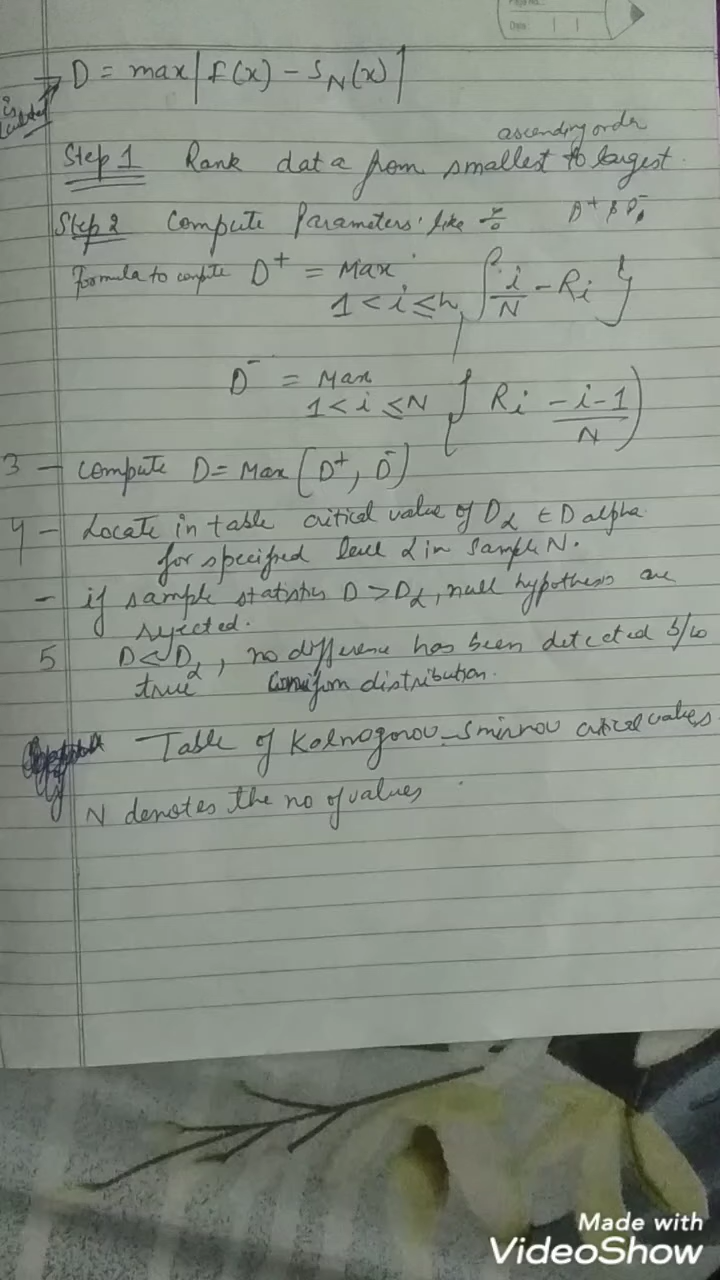 Date:
D = max | F(x) - S_N(x) |
is
ascending order
Step 1 Rank data from smallest to largest.
Step 2 Compute Parameters like D⁺ & D⁻
Formula to compute D⁺ = Max { i/N - Ri }
1 < i ≤ N
D⁻ = Max { Ri - i-1/N }
1 < i ≤ N
3 - Compute D = Max (D⁺, D⁻)
4 - Locate in table critical value of Dα ∈ D alpha
for specified level α in sample N.
- if sample statistics D > Dα, null hypothesis are
rejected.
5 D < Dα, no difference has been detected b/w
true Uniform distribution.
Table of Kolmogorov-Smirnov critical values
N denotes the no of values
Made with
VideoShow